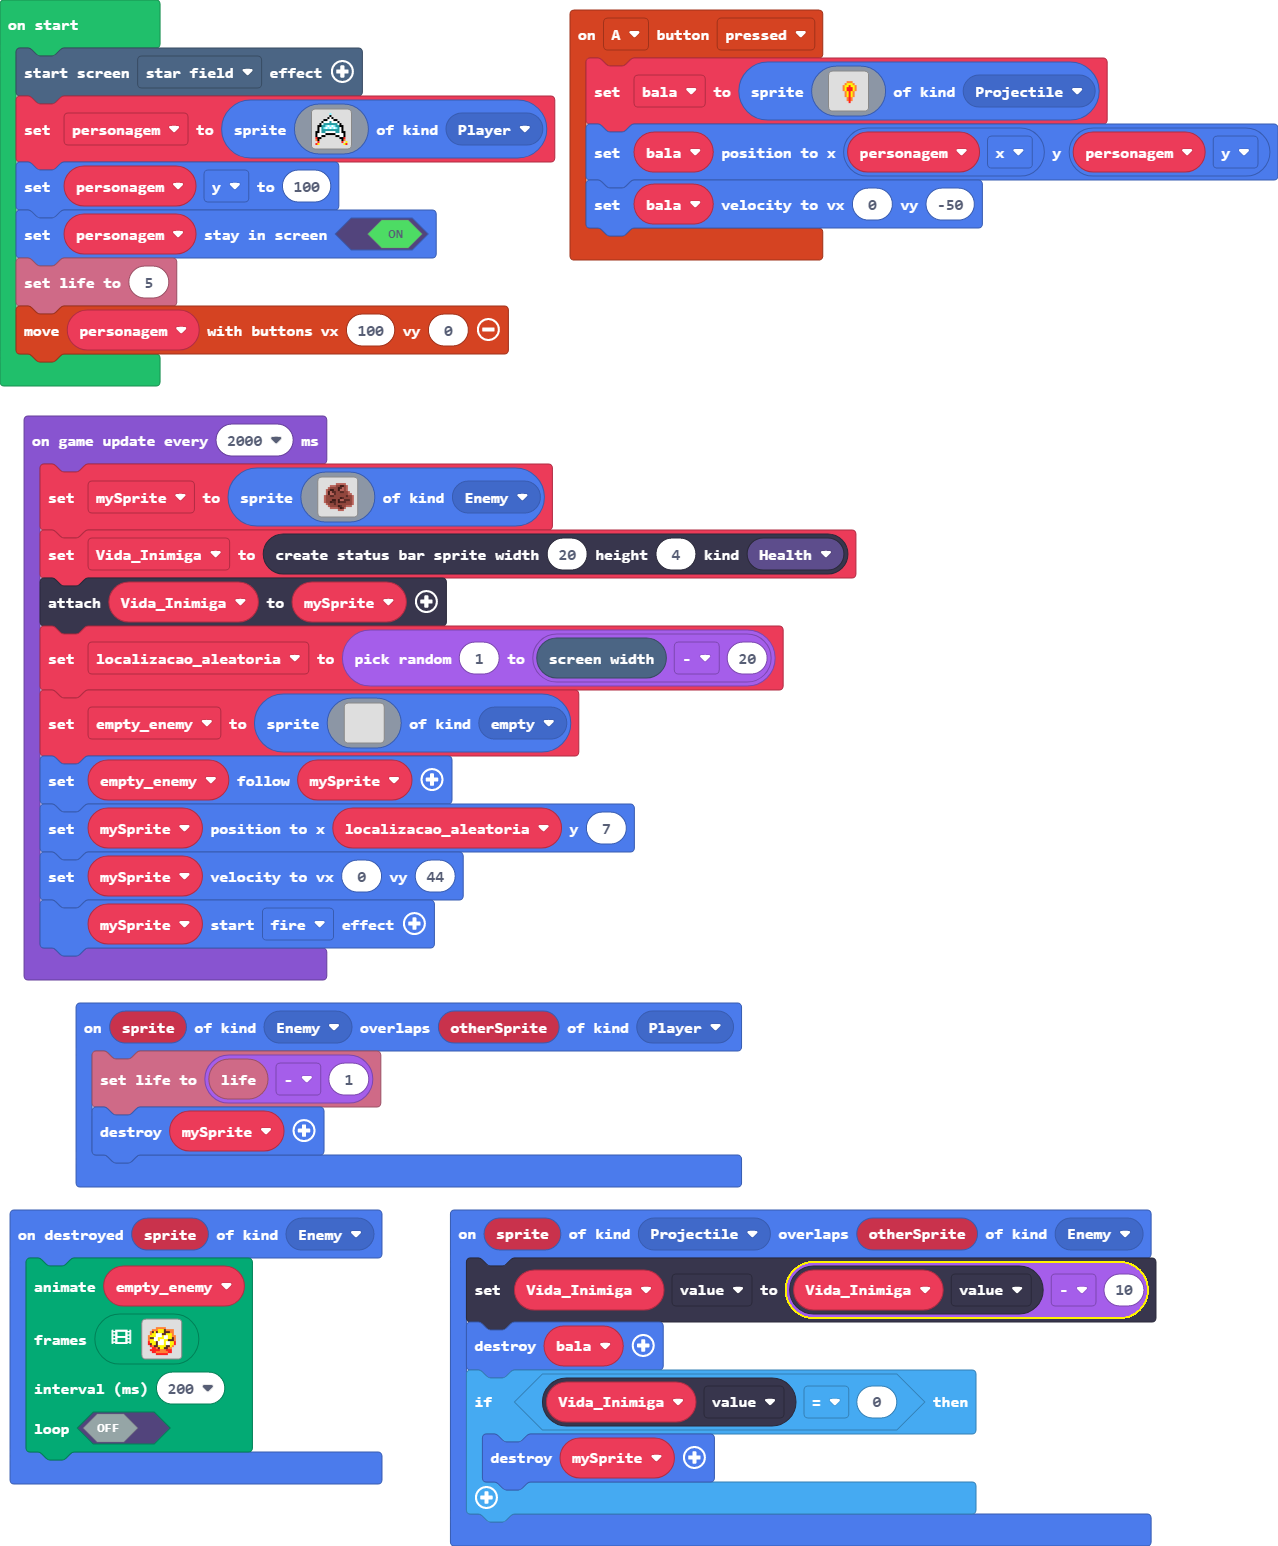 on start
start screen star field effect
set personagem to sprite of kind Player
set personagem y to 100
set personagem stay in screen ON
set life to 5
move personagem with buttons vx 100 vy 0
on A button pressed
set bala to sprite of kind Projectile
set bala position to x personagem x y personagem y
set bala velocity to vx 0 vy -50
on game update every 2000 ms
set mySprite to sprite of kind Enemy
set Vida_Inimiga to create status bar sprite width 20 height 4 kind Health
attach Vida_Inimiga to mySprite
set localizacao_aleatoria to pick random 1 to screen width - 20
set empty_enemy to sprite of kind empty
set empty_enemy follow mySprite
set mySprite position to x localizacao_aleatoria y 7
set mySprite velocity to vx 0 vy 44
mySprite start fire effect
on sprite of kind Enemy overlaps otherSprite of kind Player
set life to life - 1
destroy mySprite
on destroyed sprite of kind Enemy
animate empty_enemy
frames
interval (ms) 200
loop OFF
on sprite of kind Projectile overlaps otherSprite of kind Enemy
set Vida_Inimiga value to Vida_Inimiga value - 10
destroy bala
if Vida_Inimiga value = 0 then
destroy mySprite